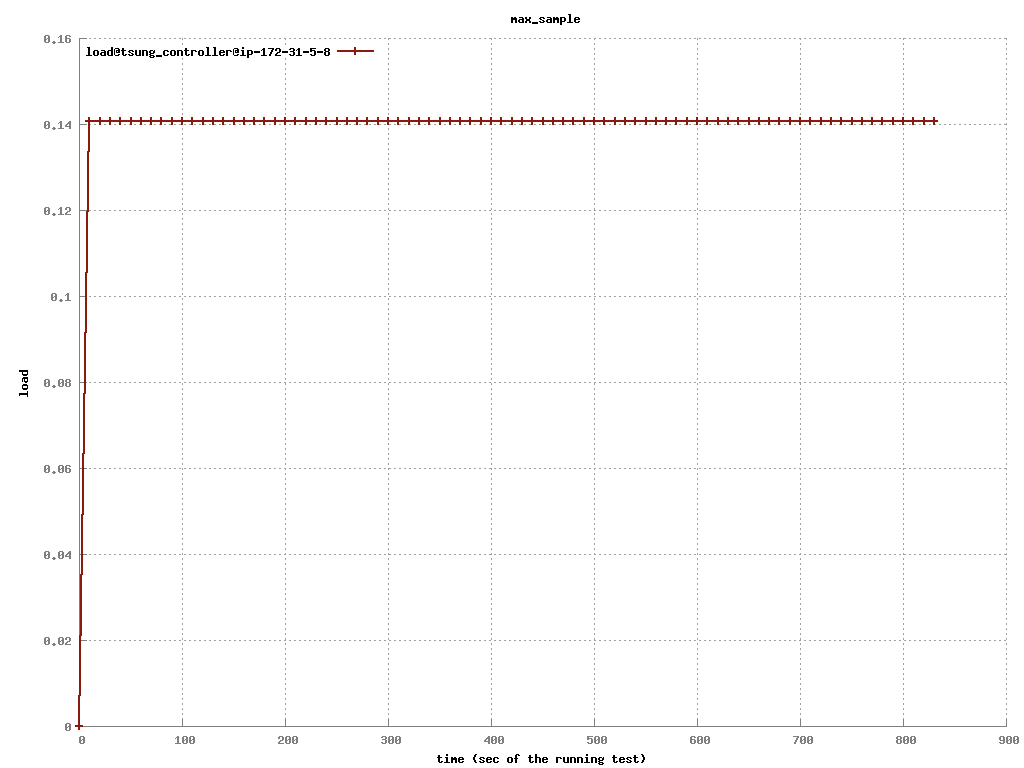 max_sample
load@tsung_controller@ip-172-31-5-8
0.16
0.14
0.12
0.1
0.08
0.06
0.04
0.02
0
load
0 100 200 300 400 500 600 700 800 900
time (sec of the running test)